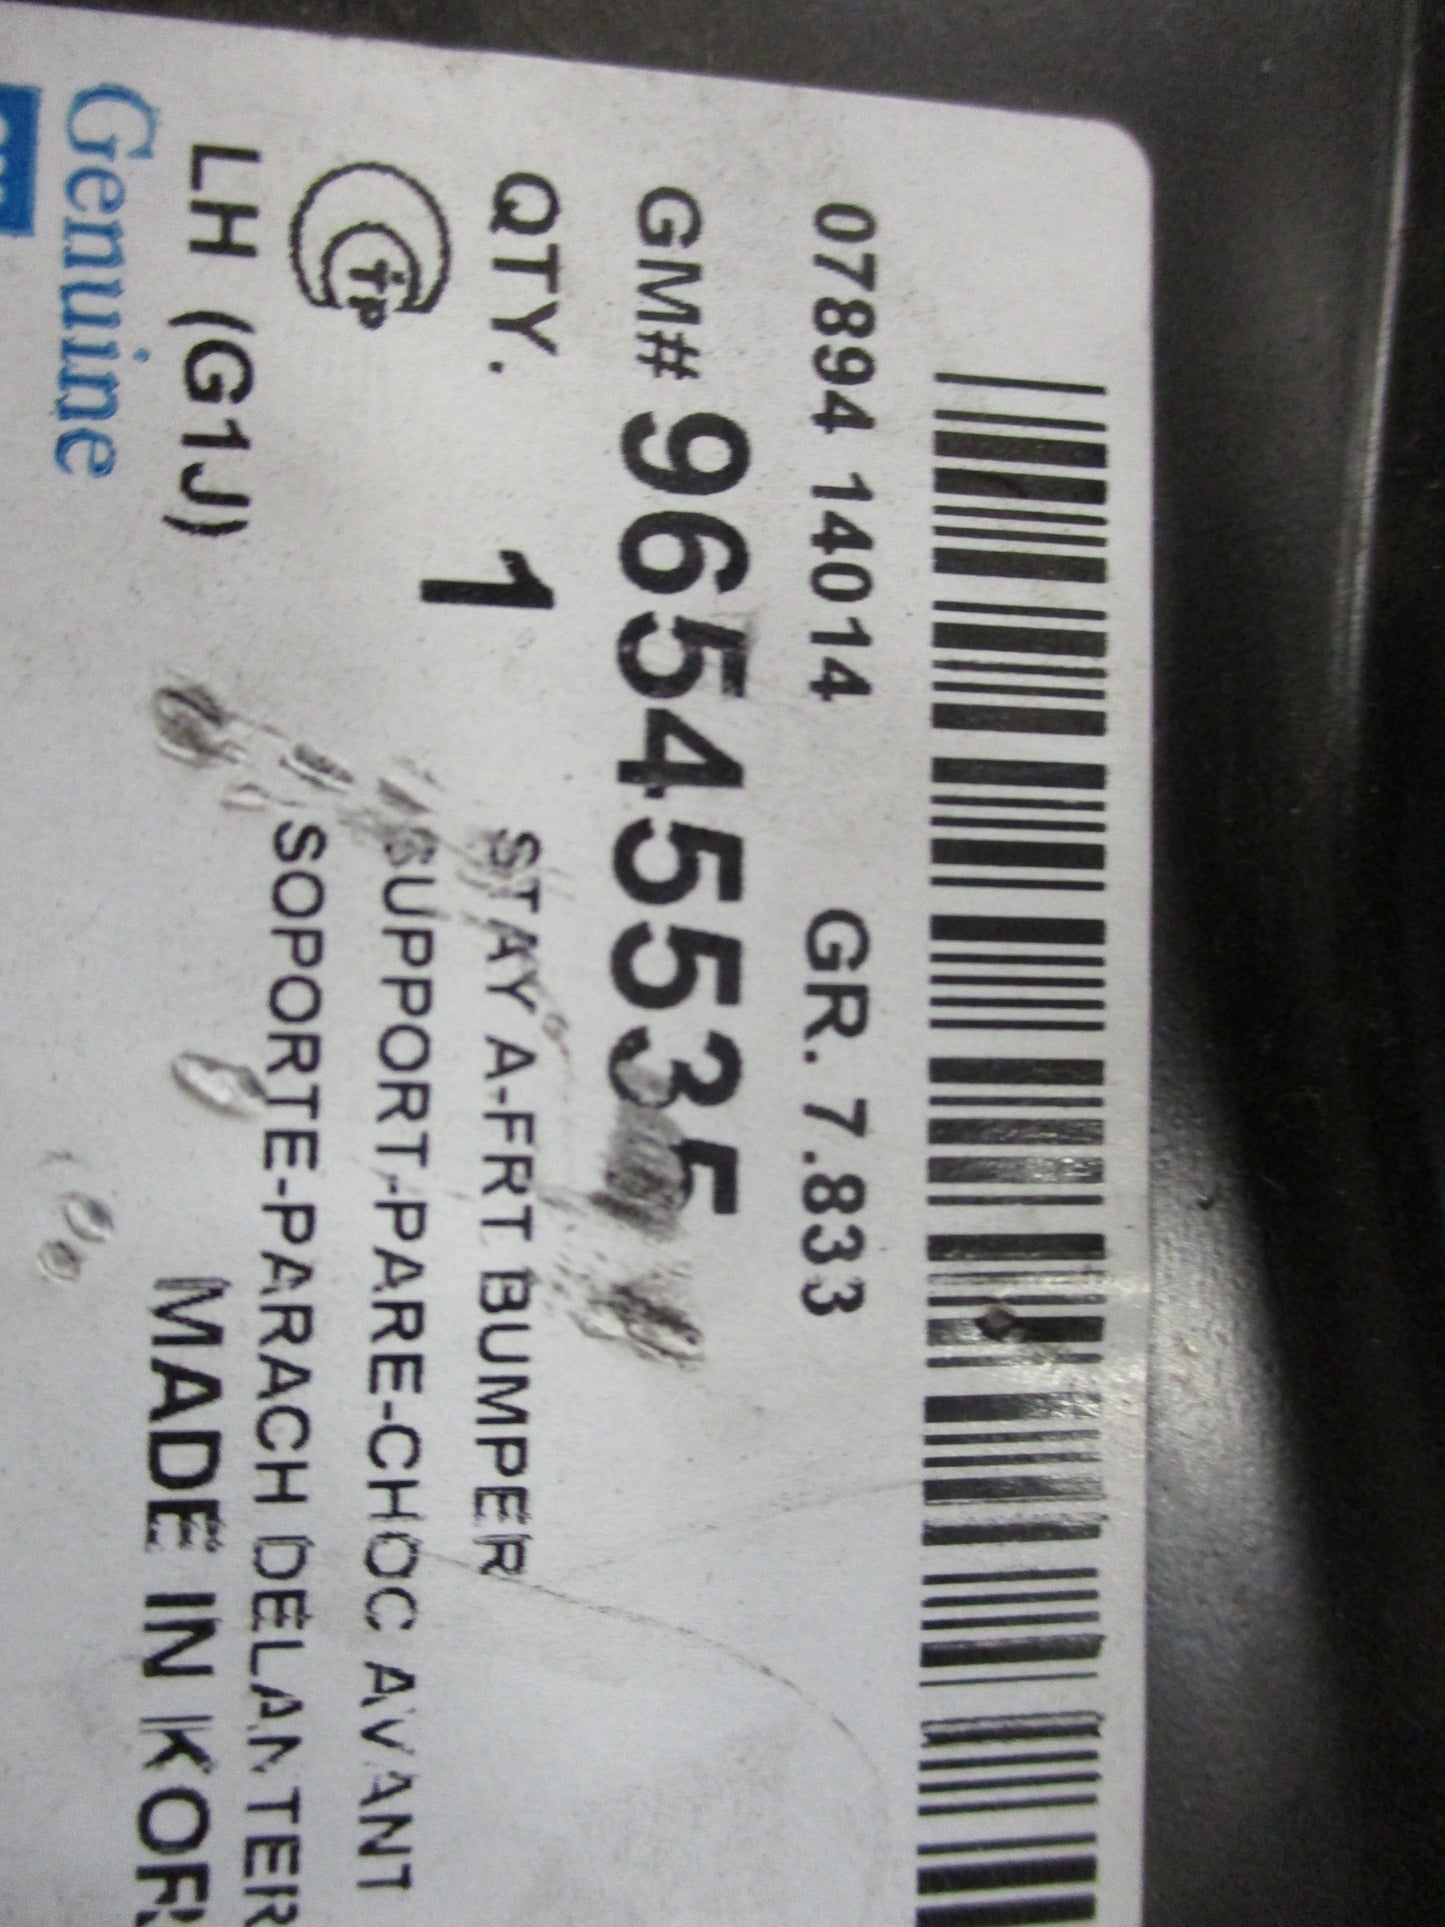 07894 14014 GR. 7.833
GM# 96545535
QTY. 1
STAY A-FRT BUMPER
SUPPORT-PARE-CHOC AVANT
SOPORTE-PARACH DELANTER
LH (G1J)
MADE IN KOR
Genuine